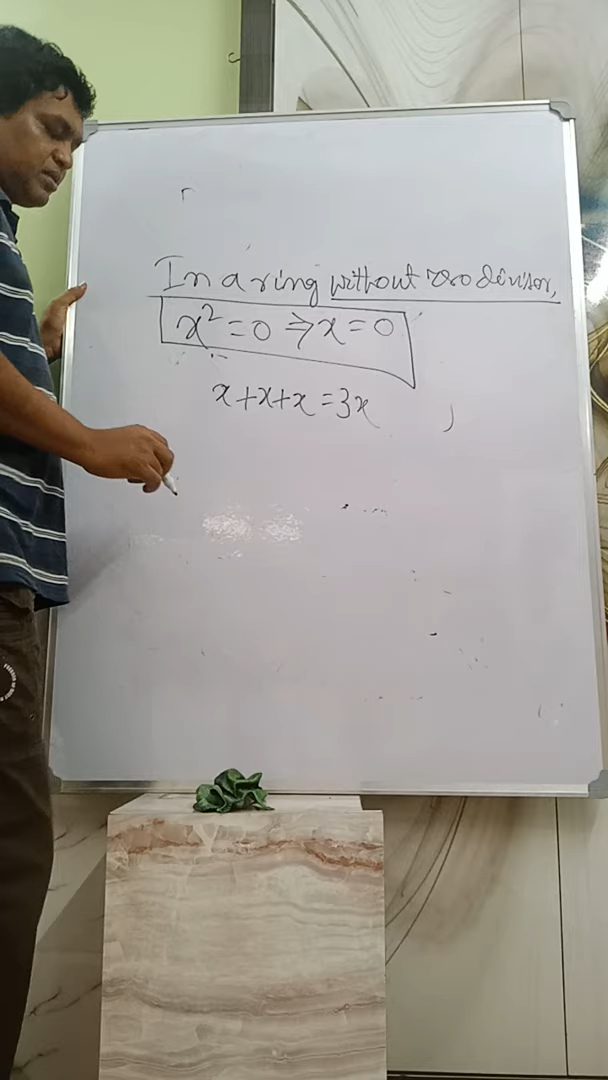 In a ring without zero divisor,
x² = 0 ⇒ x = 0
x + x + x = 3x